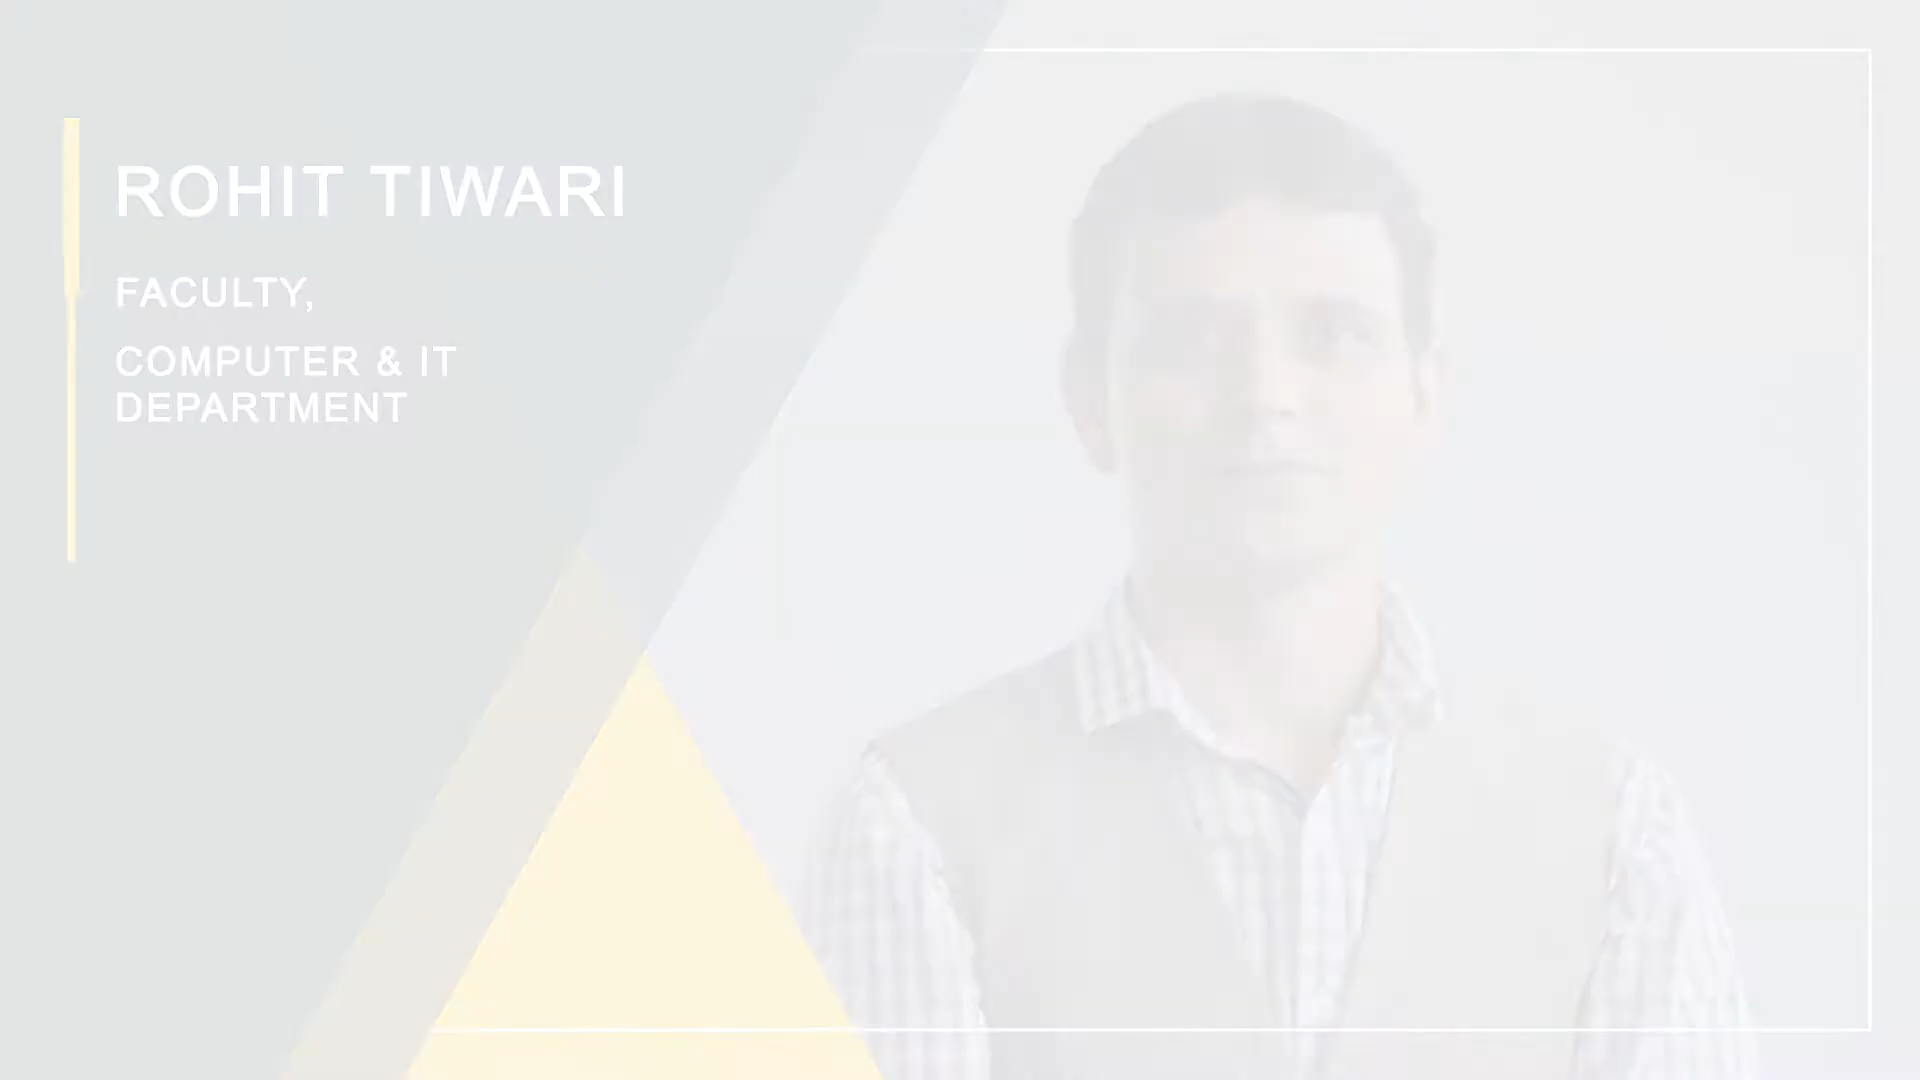 ROHIT TIWARI
FACULTY,
COMPUTER & IT
DEPARTMENT